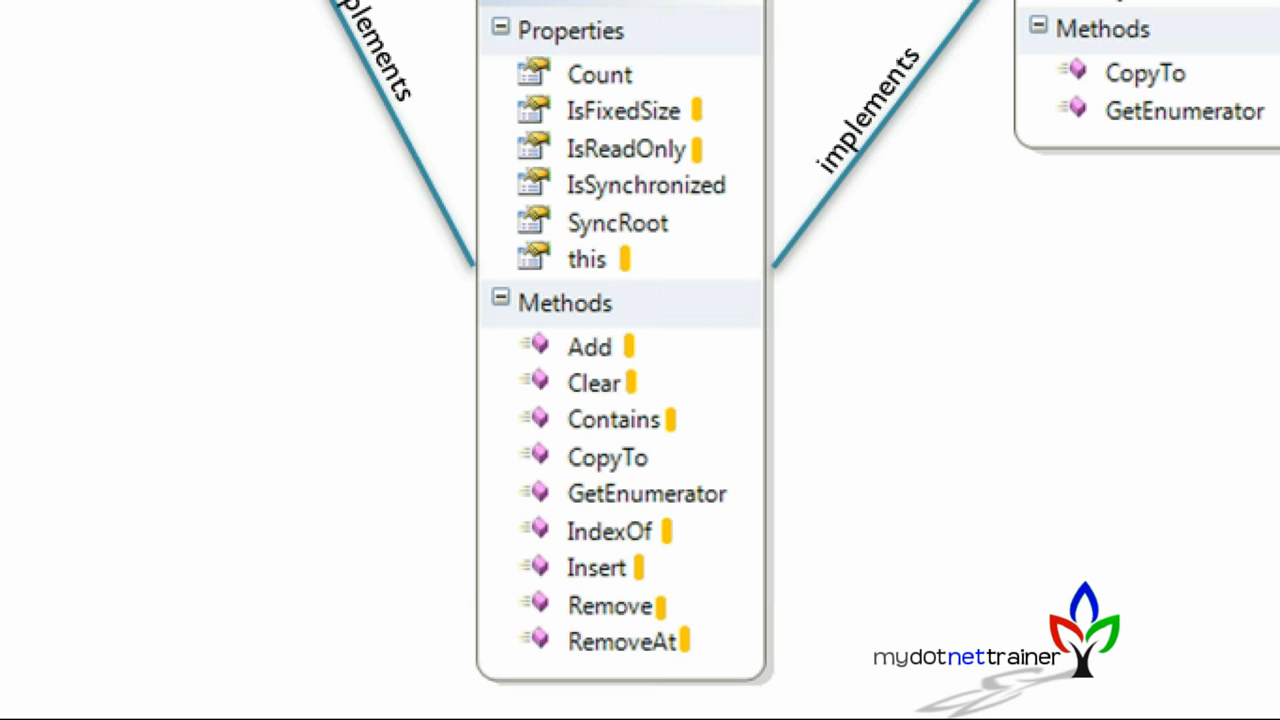 plements
Properties
Count
IsFixedSize
IsReadOnly
IsSynchronized
SyncRoot
this
Methods
Add
Clear
Contains
CopyTo
GetEnumerator
IndexOf
Insert
Remove
RemoveAt
implements
Methods
CopyTo
GetEnumerator
mydotnettrainer